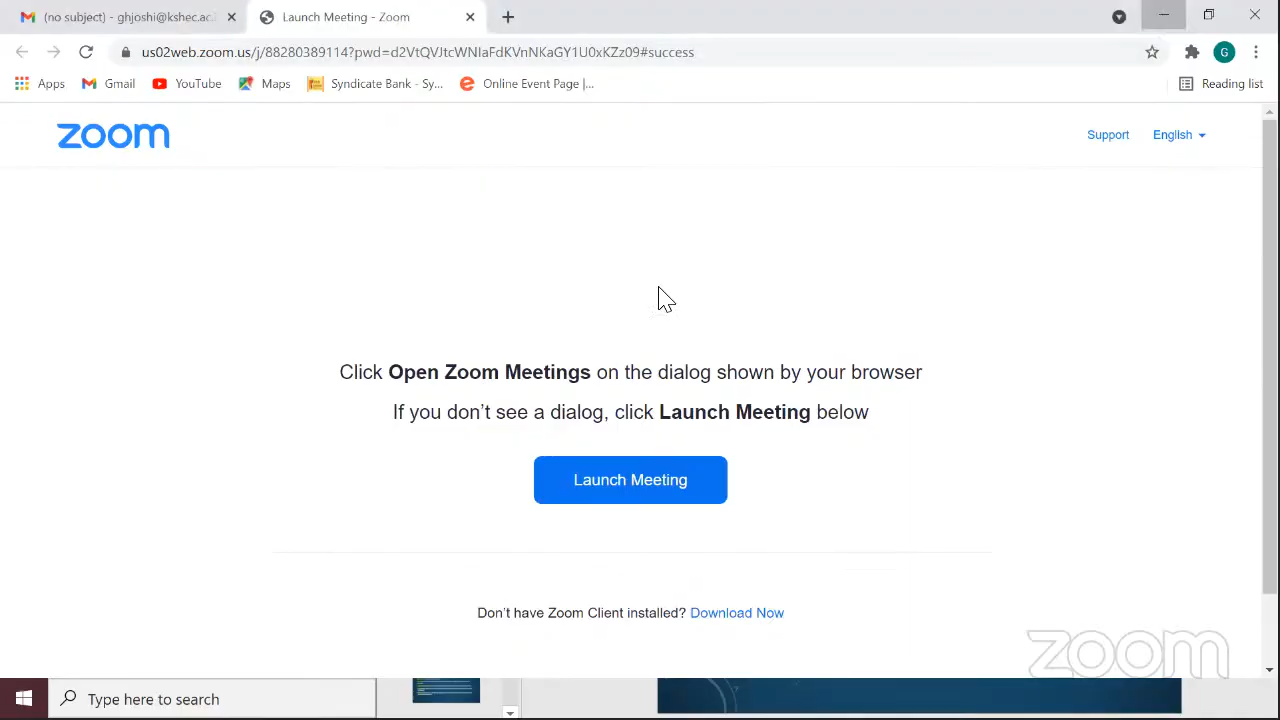 (no subject) - ghjoshi@kshec.ac.
Launch Meeting - Zoom
us02web.zoom.us/j/88280389114?pwd=d2VtQVJtcWNIaFdKVnNKaGY1U0xKZz09#success
G
Apps
Gmail
YouTube
Maps
Syndicate Bank - Sy...
Online Event Page |...
Reading list
zoom
Support
English
Click Open Zoom Meetings on the dialog shown by your browser
If you don’t see a dialog, click Launch Meeting below
Launch Meeting
Don’t have Zoom Client installed? Download Now
zoom
Type here to search